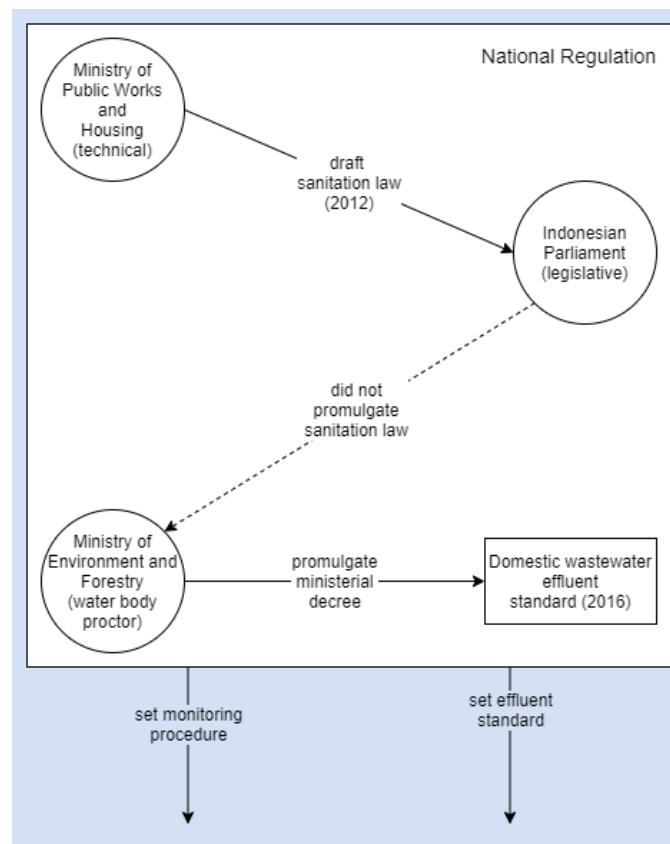 National Regulation
Ministry of
Public Works
and
Housing
(technical)
draft
sanitation law
(2012)
Indonesian
Parliament
(legislative)
did not
promulgate
sanitation law
Ministry of
Environment and
Forestry
(water body
proctor)
promulgate
ministerial
decree
Domestic wastewater
effluent
standard (2016)
set monitoring
procedure
set effluent
standard